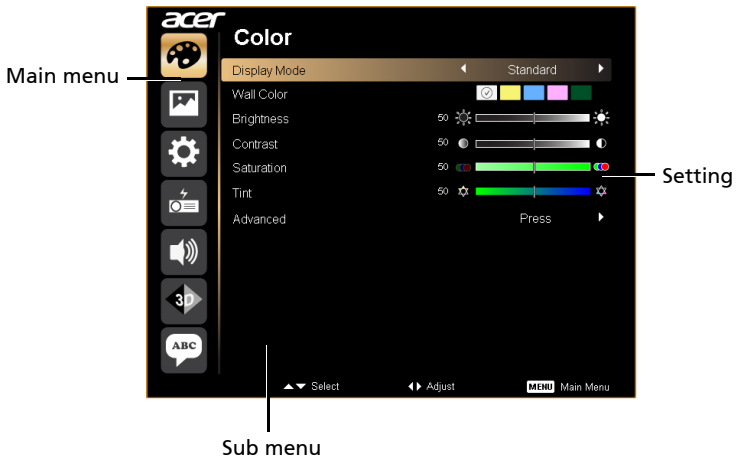 acer
Color
Main menu
Display Mode Standard
Wall Color
Brightness 50
Contrast 50
Saturation 50
Setting
Tint 50
Advanced Press
3D
ABC
Select Adjust MENU Main Menu
Sub menu